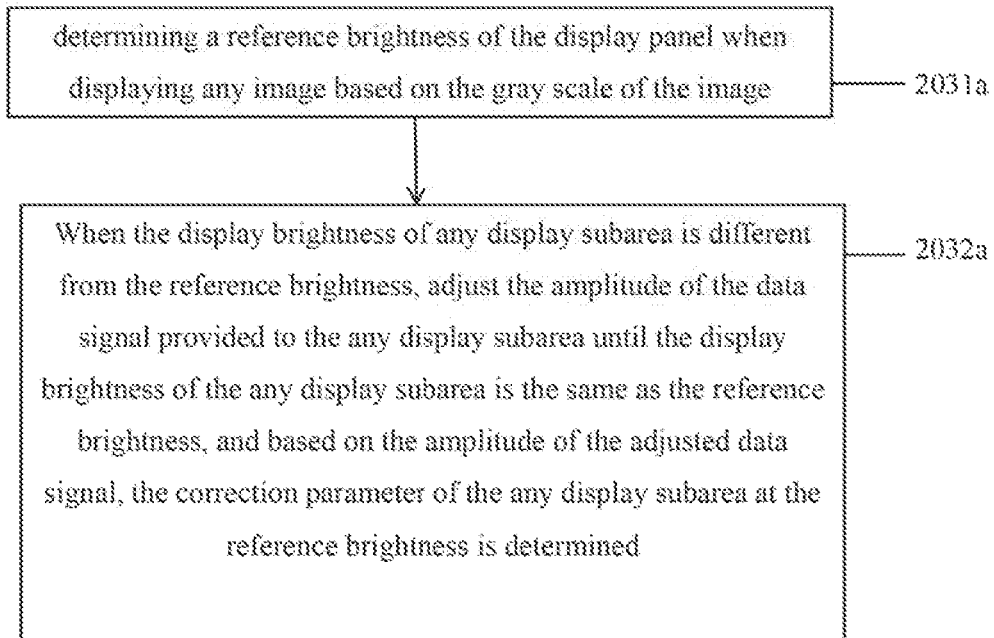 determining a reference brightness of the display panel when
displaying any image based on the gray scale of the image
2031a
When the display brightness of any display subarea is different
from the reference brightness, adjust the amplitude of the data
signal provided to the any display subarea until the display
brightness of the any display subarea is the same as the reference
brightness, and based on the amplitude of the adjusted data
signal, the correction parameter of the any display subarea at the
reference brightness is determined
2032a